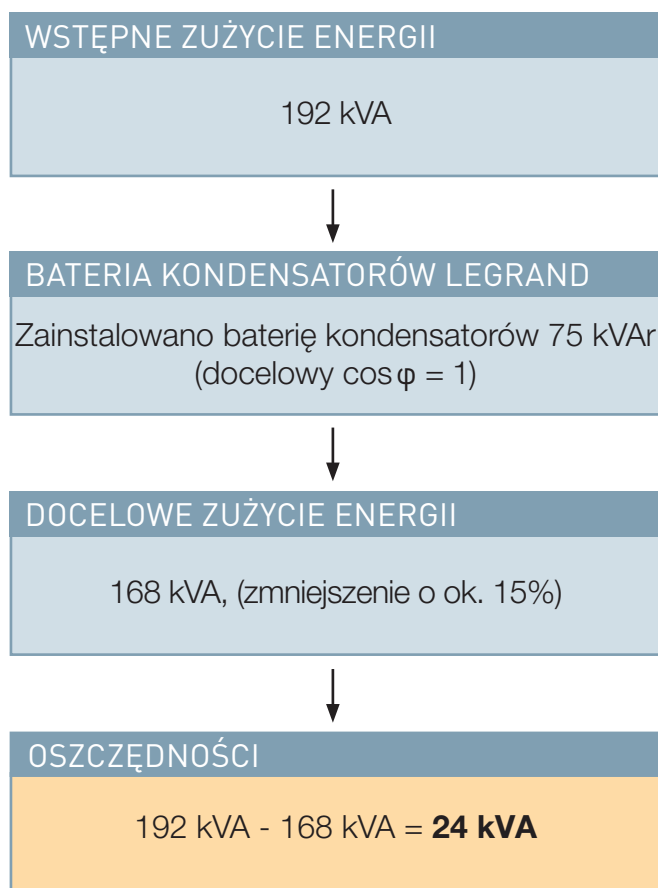 WSTĘPNE ZUŻYCIE ENERGII
192 kVA
BATERIA KONDENSATORÓW LEGRAND
Zainstalowano baterię kondensatorów 75 kVAr
(docelowy cos φ = 1)
DOCELOWE ZUŻYCIE ENERGII
168 kVA, (zmniejszenie o ok. 15%)
OSZCZĘDNOŚCI
192 kVA - 168 kVA = 24 kVA